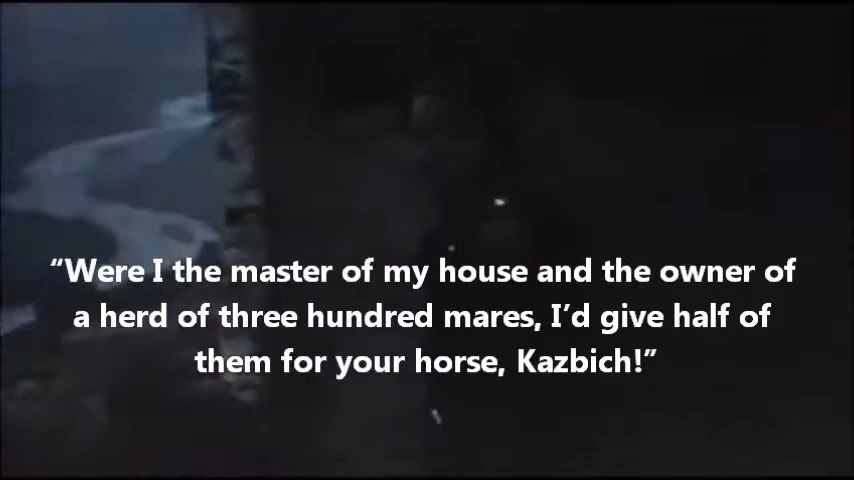 “Were I the master of my house and the owner of
a herd of three hundred mares, I’d give half of
them for your horse, Kazbich!”